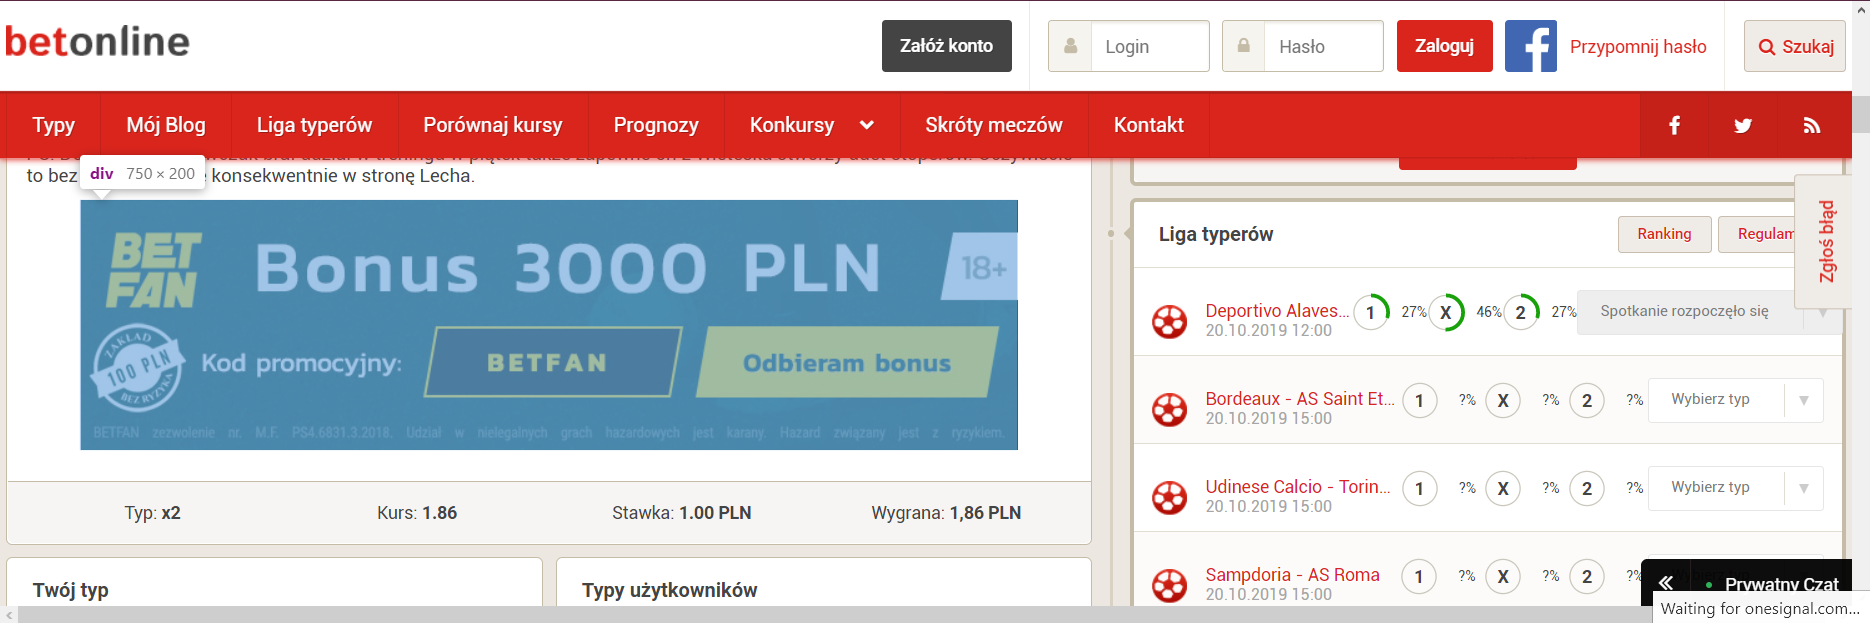 betonline
Załóż konto
Login
Hasło
Zaloguj
Przypomnij hasło
Szukaj
Typy
Mój Blog
Liga typerów
Porównaj kursy
Prognozy
Konkursy
Skróty meczów
Kontakt
div 750 × 200
to bez
konsekwentnie w stronę Lecha.
BET
FAN
Bonus 3000 PLN
18+
ZAKŁAD
100 PLN
BEZ RYZYKA
Kod promocyjny:
BETFAN
Odbieram bonus
BETFAN zezwolenie nr. M.F. PS4.6831.3.2018. Udział w nielegalnych grach hazardowych jest karany. Hazard związany jest z ryzykiem.
Typ: x2
Kurs: 1.86
Stawka: 1.00 PLN
Wygrana: 1,86 PLN
Twój typ
Typy użytkowników
Liga typerów
Ranking
Regulam
Zgłoś błąd
Deportivo Alaves... 1 27% X 46% 2 27% Spotkanie rozpoczęło się
20.10.2019 12:00
Bordeaux - AS Saint Et... 1 ?% X ?% 2 ?% Wybierz typ
20.10.2019 15:00
Udinese Calcio - Torin... 1 ?% X ?% 2 ?% Wybierz typ
20.10.2019 15:00
Sampdoria - AS Roma 1 ?% X ?% 2 ?%
20.10.2019 15:00
Prywatny Czat
Waiting for onesignal.com...